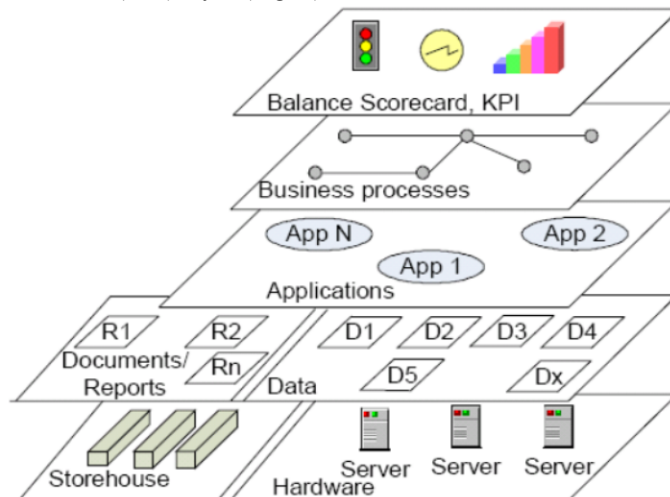 Balance Scorecard, KPI
Business processes
App N
App 2
App 1
Applications
R1
R2
D1
D2
D3
D4
Documents/
Reports
Rn
Data
D5
Dx
Storehouse
Hardware
Server
Server
Server